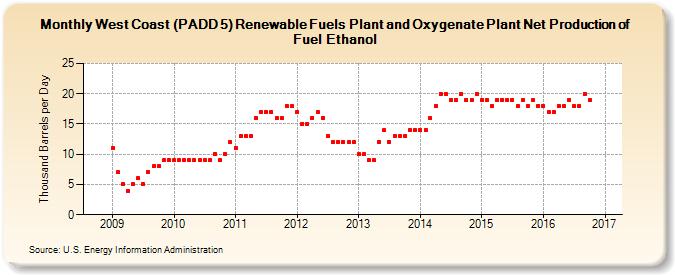 Monthly West Coast (PADD 5) Renewable Fuels Plant and Oxygenate Plant Net Production of
Fuel Ethanol
Thousand Barrels per Day
25
20
15
10
5
0
2009 2010 2011 2012 2013 2014 2015 2016 2017
Source: U.S. Energy Information Administration